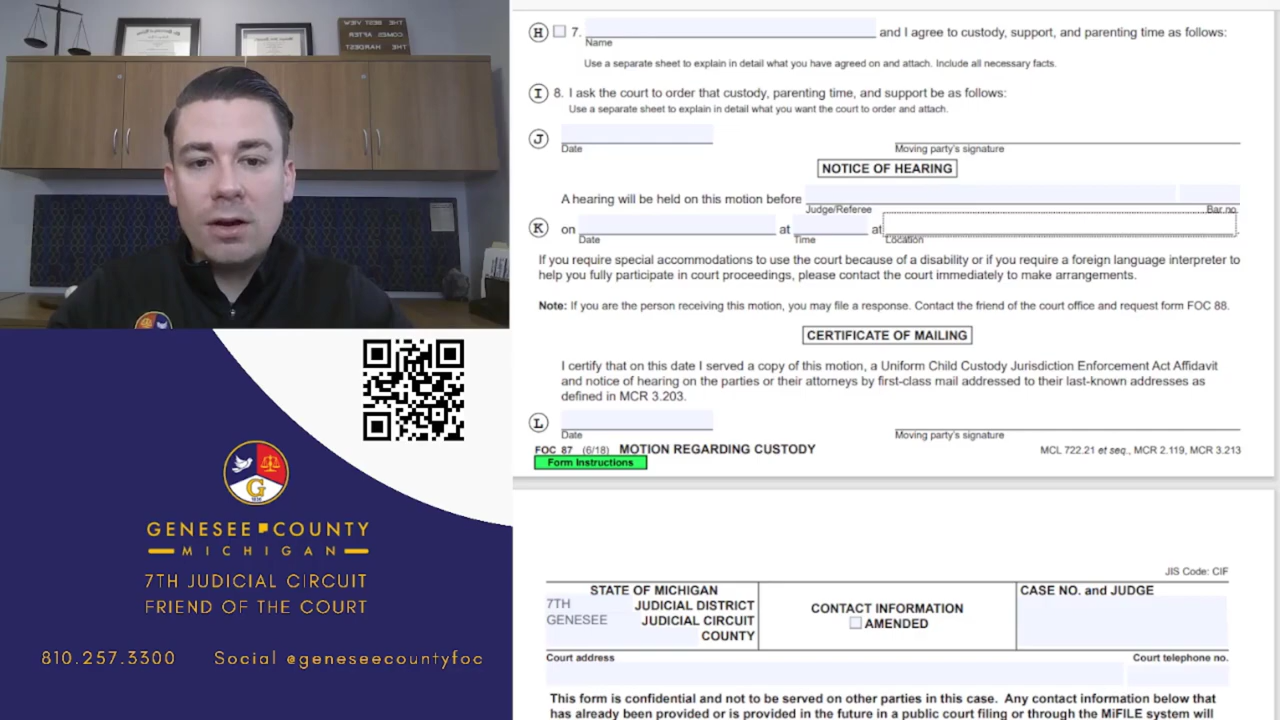 THE BEST VIEW
COMES AFTER
THE HARDEST
G
GENESEE COUNTY
MICHIGAN
7TH JUDICIAL CIRCUIT
FRIEND OF THE COURT
810.257.3300 Social @geneseecountyfoc
H 7. and I agree to custody, support, and parenting time as follows:
Name
Use a separate sheet to explain in detail what you have agreed on and attach. Include all necessary facts.
I 8. I ask the court to order that custody, parenting time, and support be as follows:
Use a separate sheet to explain in detail what you want the court to order and attach.
J
Date Moving party's signature
NOTICE OF HEARING
A hearing will be held on this motion before
Judge/Referee Bar no.
K on at at .
Date Time Location
If you require special accommodations to use the court because of a disability or if you require a foreign language interpreter to
help you fully participate in court proceedings, please contact the court immediately to make arrangements.
Note: If you are the person receiving this motion, you may file a response. Contact the friend of the court office and request form FOC 88.
CERTIFICATE OF MAILING
I certify that on this date I served a copy of this motion, a Uniform Child Custody Jurisdiction Enforcement Act Affidavit
and notice of hearing on the parties or their attorneys by first-class mail addressed to their last-known addresses as
defined in MCR 3.203.
L
Date Moving party's signature
FOC 87 (6/18) MOTION REGARDING CUSTODY MCL 722.21 et seq., MCR 2.119, MCR 3.213
Form Instructions
JIS Code: CIF
STATE OF MICHIGAN
7TH JUDICIAL DISTRICT
GENESEE JUDICIAL CIRCUIT
COUNTY
CONTACT INFORMATION
AMENDED
CASE NO. and JUDGE
Court address Court telephone no.
This form is confidential and not to be served on other parties in this case. Any contact information below that
has already been provided or is provided in the future in a public court filing or through the MiFILE system will